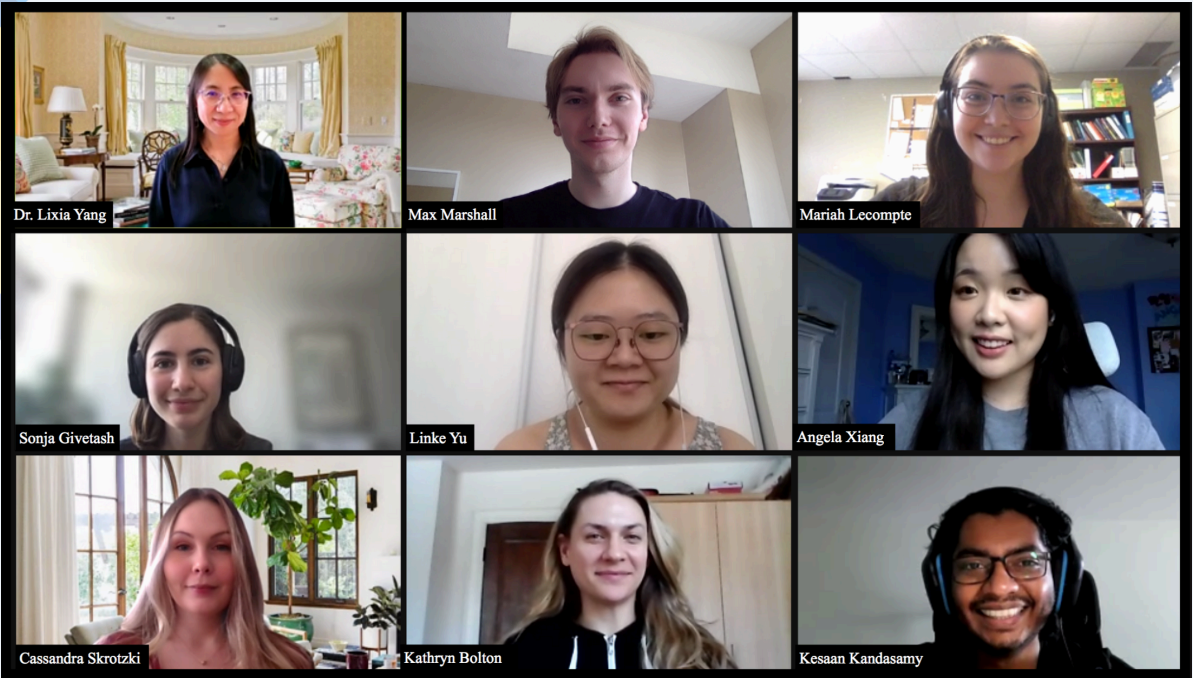 Dr. Lixia Yang
Max Marshall
Mariah Lecompte
Sonja Givetash
Linke Yu
Angela Xiang
Cassandra Skrotzki
Kathryn Bolton
Kesaan Kandasamy